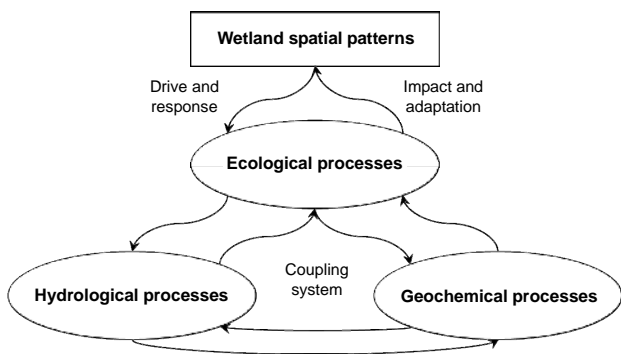 Wetland spatial patterns
Drive and
response
Impact and
adaptation
Ecological processes
Coupling
system
Hydrological processes
Geochemical processes